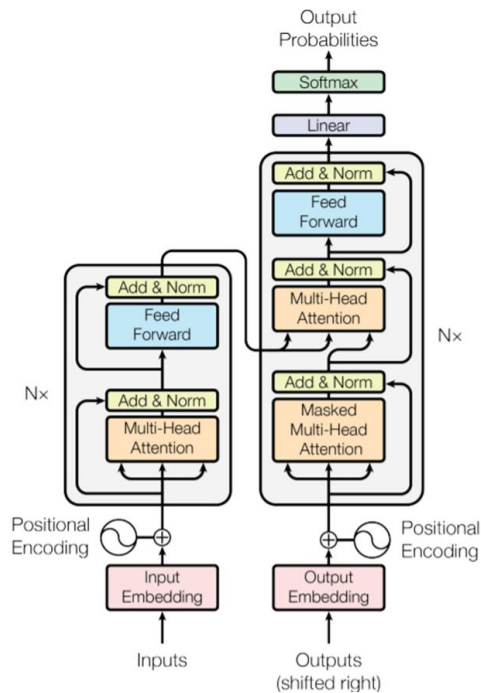 Output
Probabilities
Softmax
Linear
Add & Norm
Feed
Forward
Add & Norm
Multi-Head
Attention
Add & Norm
Masked
Multi-Head
Attention
N×
Add & Norm
Feed
Forward
Add & Norm
Multi-Head
Attention
N×
Positional
Encoding
Positional
Encoding
Input
Embedding
Output
Embedding
Inputs
Outputs
(shifted right)